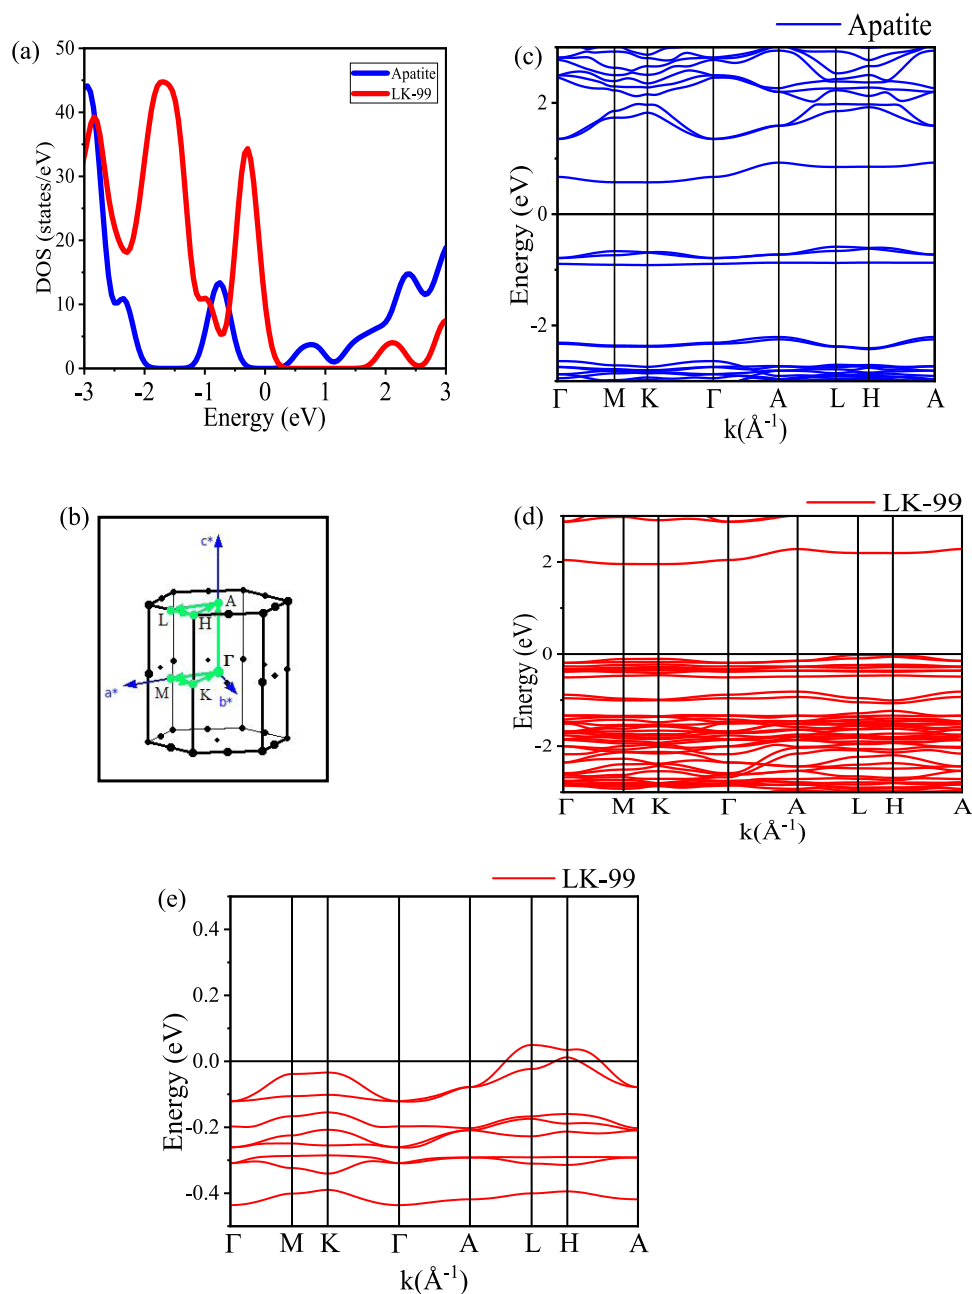 (a)
50
40
30
20
10
0
DOS (states/eV)
Apatite
LK-99
-3 -2 -1 0 1 2 3
Energy (eV)
(c)
Apatite
2
0
-2
Energy (eV)
Γ M K Γ A L H A
k(Å⁻¹)
(b)
c*
A
L
H
Γ
M
K
a*
b*
(d)
LK-99
2
0
-2
Energy (eV)
Γ M K Γ A L H A
k(Å⁻¹)
(e)
LK-99
0.4
0.2
0.0
-0.2
-0.4
Energy (eV)
Γ M K Γ A L H A
k(Å⁻¹)